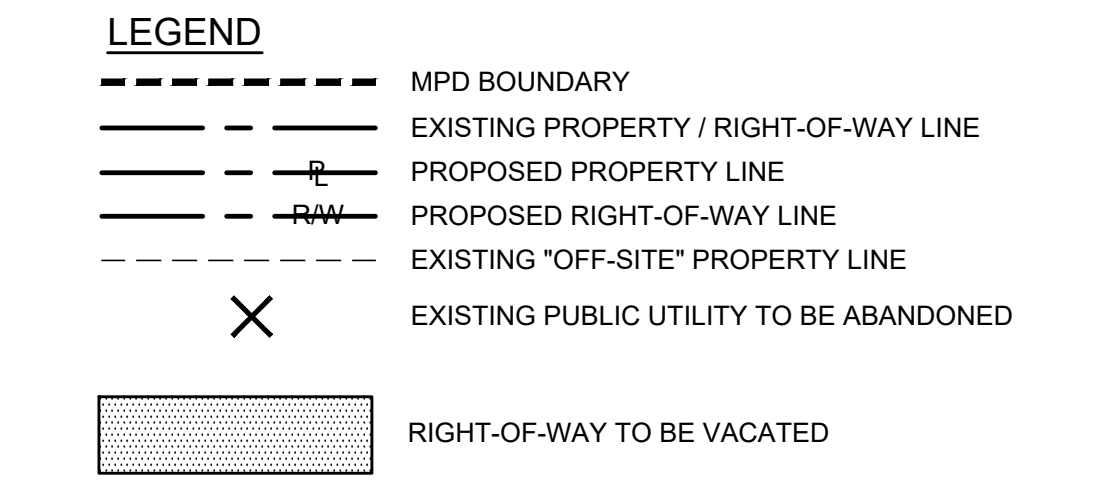 LEGEND
MPD BOUNDARY
EXISTING PROPERTY / RIGHT-OF-WAY LINE
PL PROPOSED PROPERTY LINE
R/W PROPOSED RIGHT-OF-WAY LINE
EXISTING "OFF-SITE" PROPERTY LINE
EXISTING PUBLIC UTILITY TO BE ABANDONED
RIGHT-OF-WAY TO BE VACATED